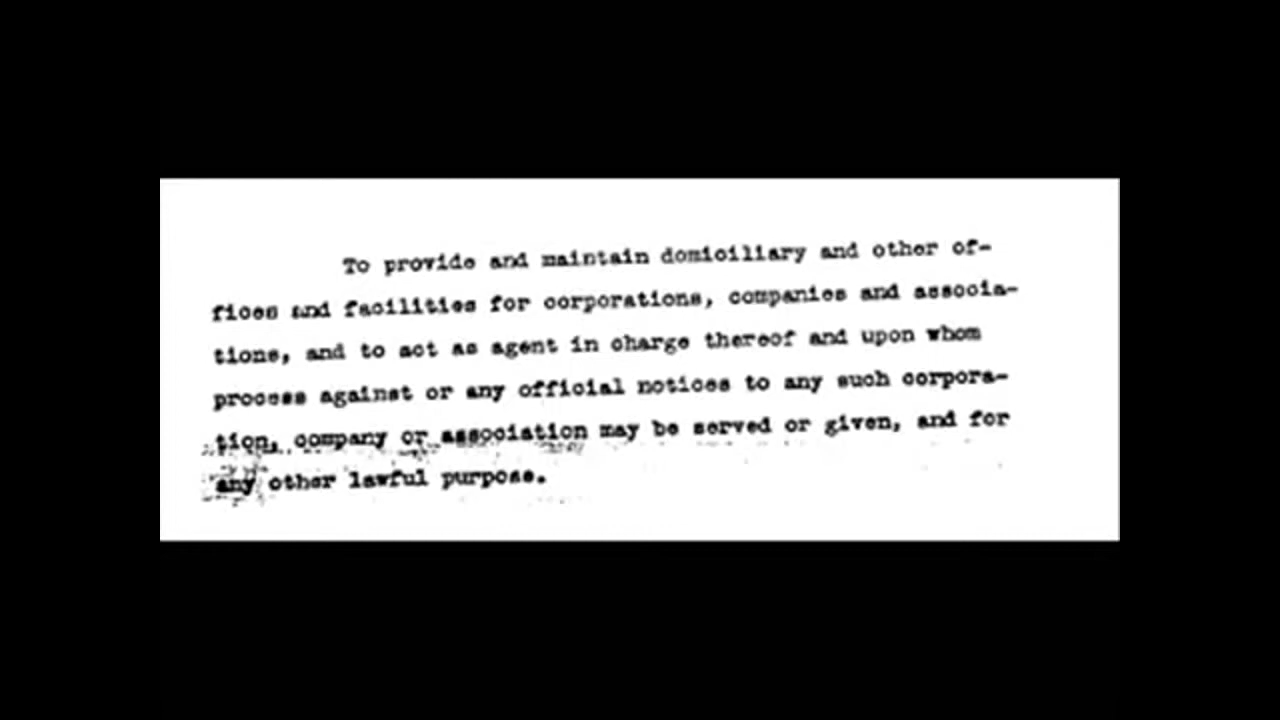 To provide and maintain domiciliary and other of-
fices and facilities for corporations, companies and associa-
tions, and to act as agent in charge thereof and upon whom
process against or any official notices to any such corpora-
tion, company or association may be served or given, and for
any other lawful purpose.